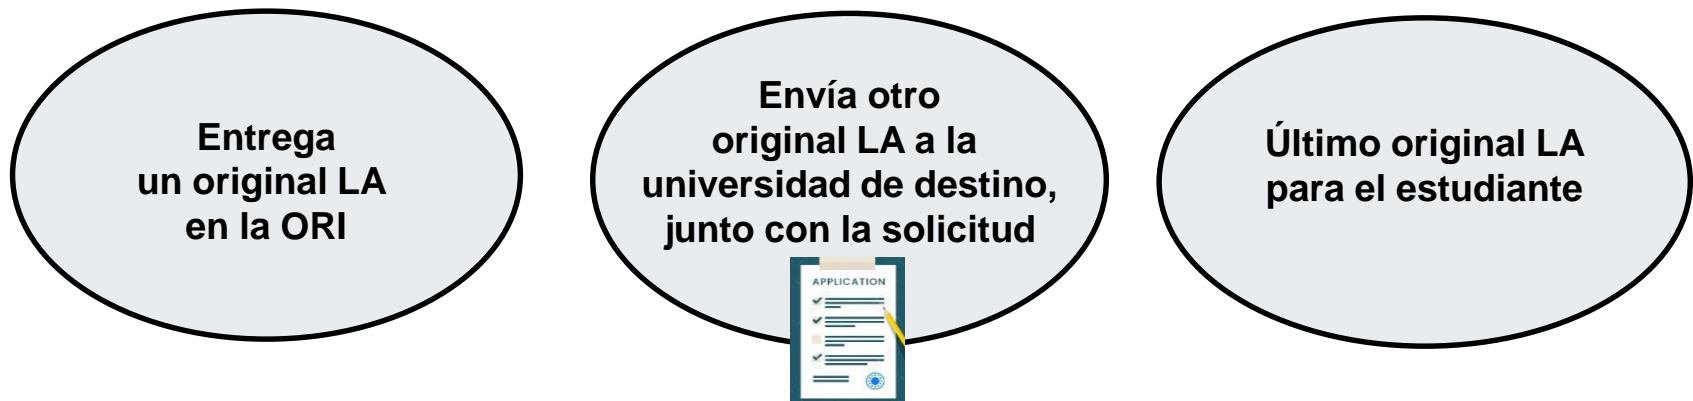 Entrega
un original LA
en la ORI
Envía otro
original LA a la
universidad de destino,
junto con la solicitud
APPLICATION
Último original LA
para el estudiante